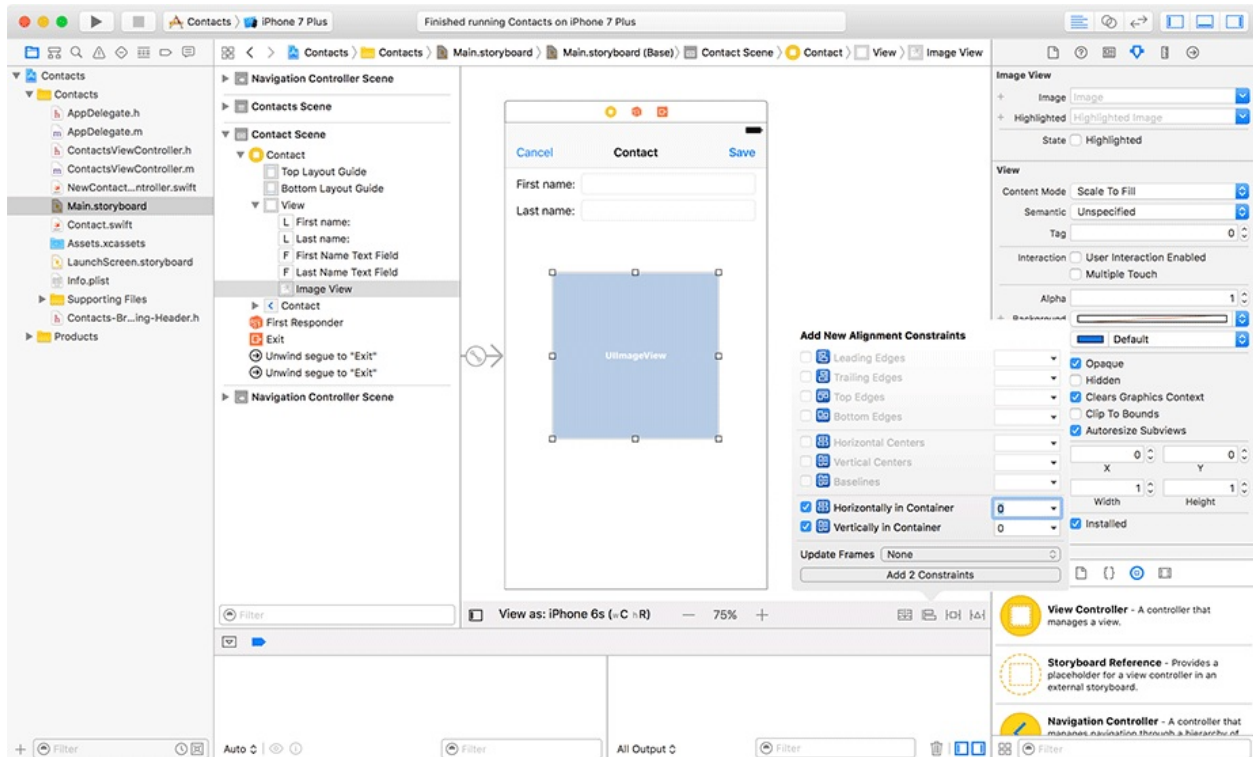 Contacts iPhone 7 Plus
Finished running Contacts on iPhone 7 Plus
Contacts
Contacts
AppDelegate.h
AppDelegate.m
ContactsViewController.h
ContactsViewController.m
NewContact...ntroller.swift
Main.storyboard
Contact.swift
Assets.xcassets
LaunchScreen.storyboard
Info.plist
Supporting Files
Contacts-Br...ing-Header.h
Products
Filter
Contacts Contacts Main.storyboard Main.storyboard (Base) Contact Scene Contact View Image View
Navigation Controller Scene
Contacts Scene
Contact Scene
Contact
Top Layout Guide
Bottom Layout Guide
View
L First name:
L Last name:
F First Name Text Field
F Last Name Text Field
Image View
Contact
First Responder
Exit
Unwind segue to "Exit"
Unwind segue to "Exit"
Navigation Controller Scene
Filter
Cancel Contact Save
First name:
Last name:
UIImageView
View as: iPhone 6s (wC hR) — 75% +
Add New Alignment Constraints
Leading Edges
Trailing Edges
Top Edges
Bottom Edges
Horizontal Centers
Vertical Centers
Baselines
Horizontally in Container 0
Vertically in Container 0
Update Frames None
Add 2 Constraints
Image View
Image Image
Highlighted Highlighted Image
State Highlighted
View
Content Mode Scale To Fill
Semantic Unspecified
Tag 0
Interaction User Interaction Enabled
Multiple Touch
Alpha 1
Background
Default
Opaque
Hidden
Clears Graphics Context
Clip To Bounds
Autoresize Subviews
0 0
X Y
1 1
Width Height
Installed
View Controller - A controller that
manages a view.
Storyboard Reference - Provides a
placeholder for a view controller in an
external storyboard.
Navigation Controller - A controller that
manages navigation through a hierarchy of
Filter
Auto Filter
All Output Filter